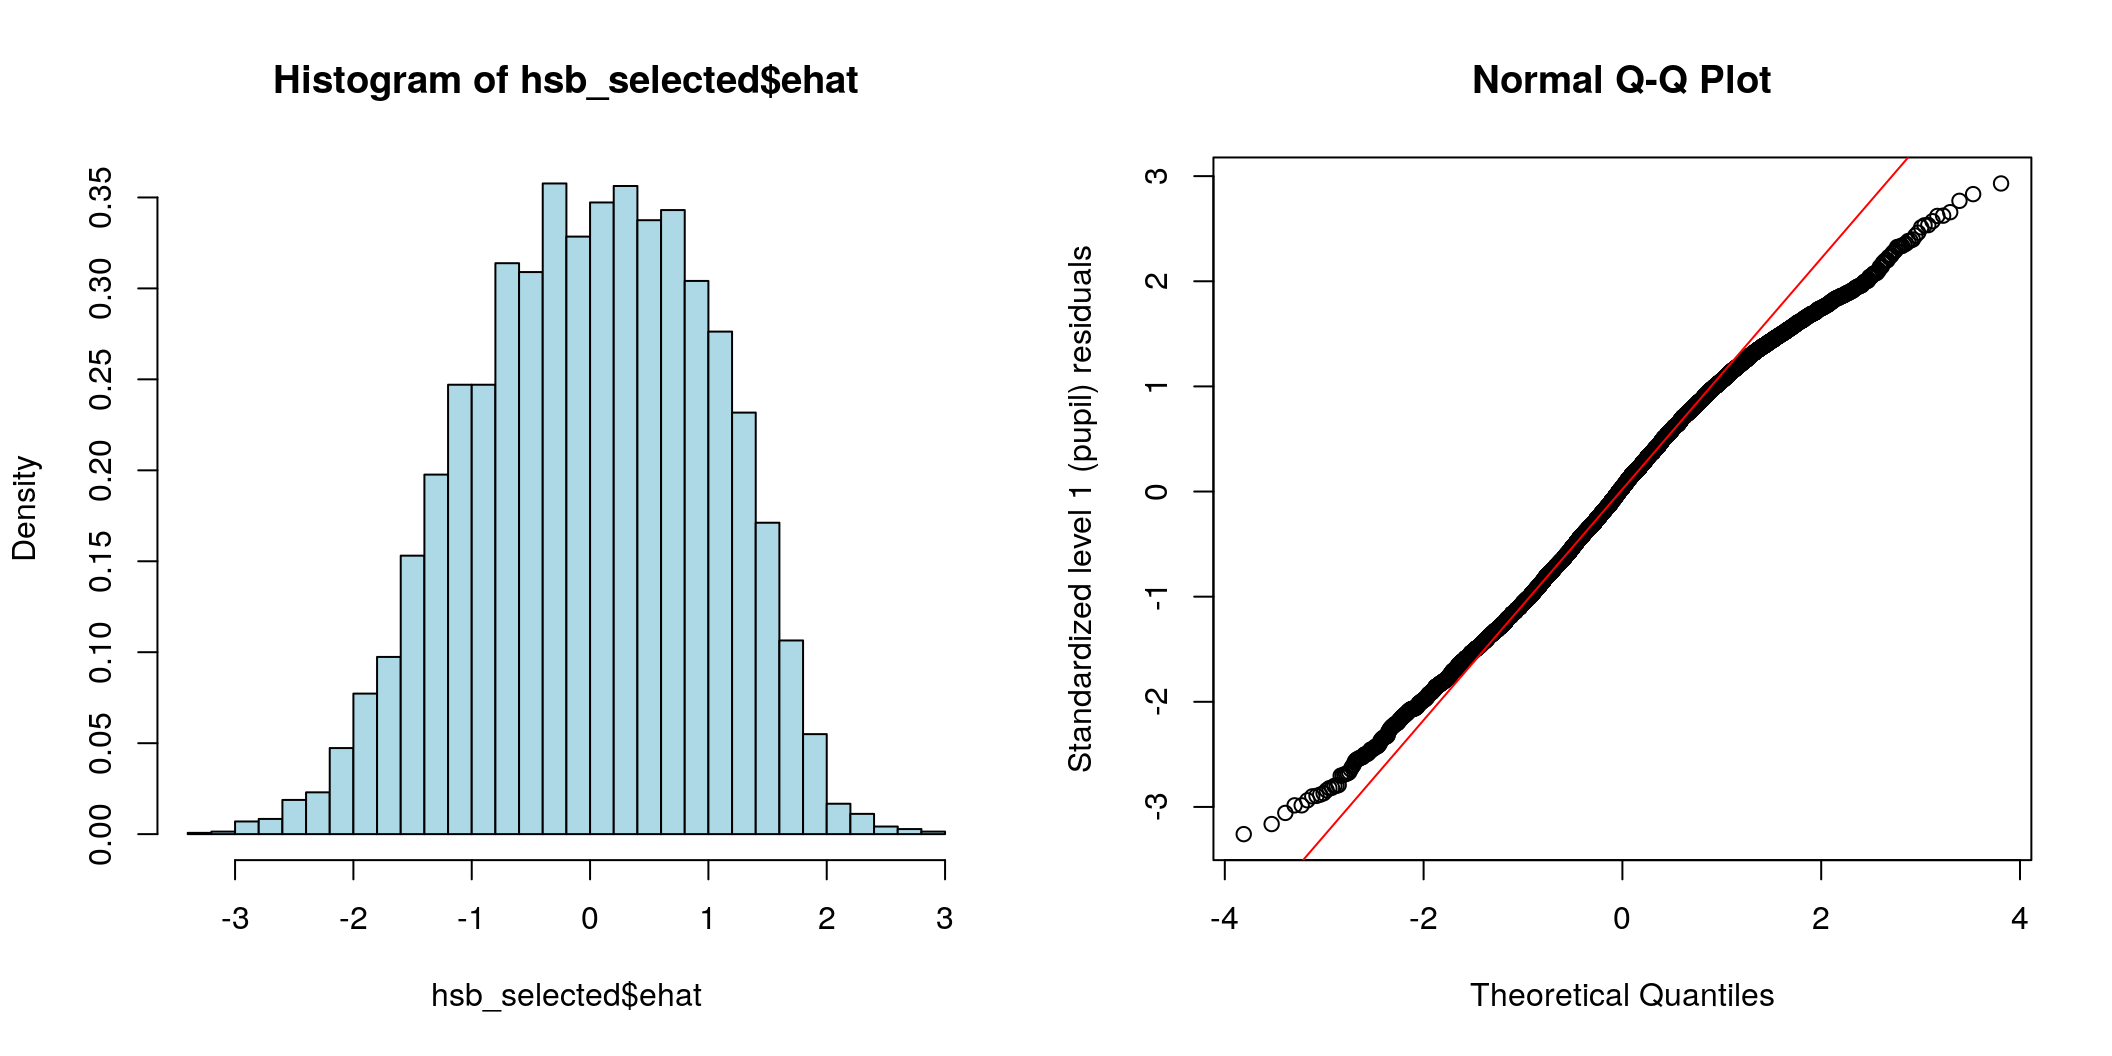 Histogram of hsb_selected$ehat
Density
0.00 0.05 0.10 0.15 0.20 0.25 0.30 0.35
-3 -2 -1 0 1 2 3
hsb_selected$ehat
Normal Q-Q Plot
Standardized level 1 (pupil) residuals
-3 -2 -1 0 1 2 3
-4 -2 0 2 4
Theoretical Quantiles